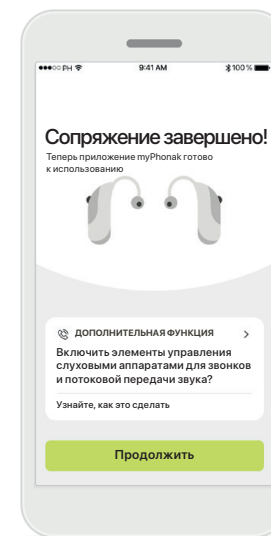 ●●●○○ PH 9:41 AM 100 %
Сопряжение завершено!
Теперь приложение myPhonak готово
к использованию
ДОПОЛНИТЕЛЬНАЯ ФУНКЦИЯ
Включить элементы управления
слуховыми аппаратами для звонков
и потоковой передачи звука?
Узнайте, как это сделать
Продолжить